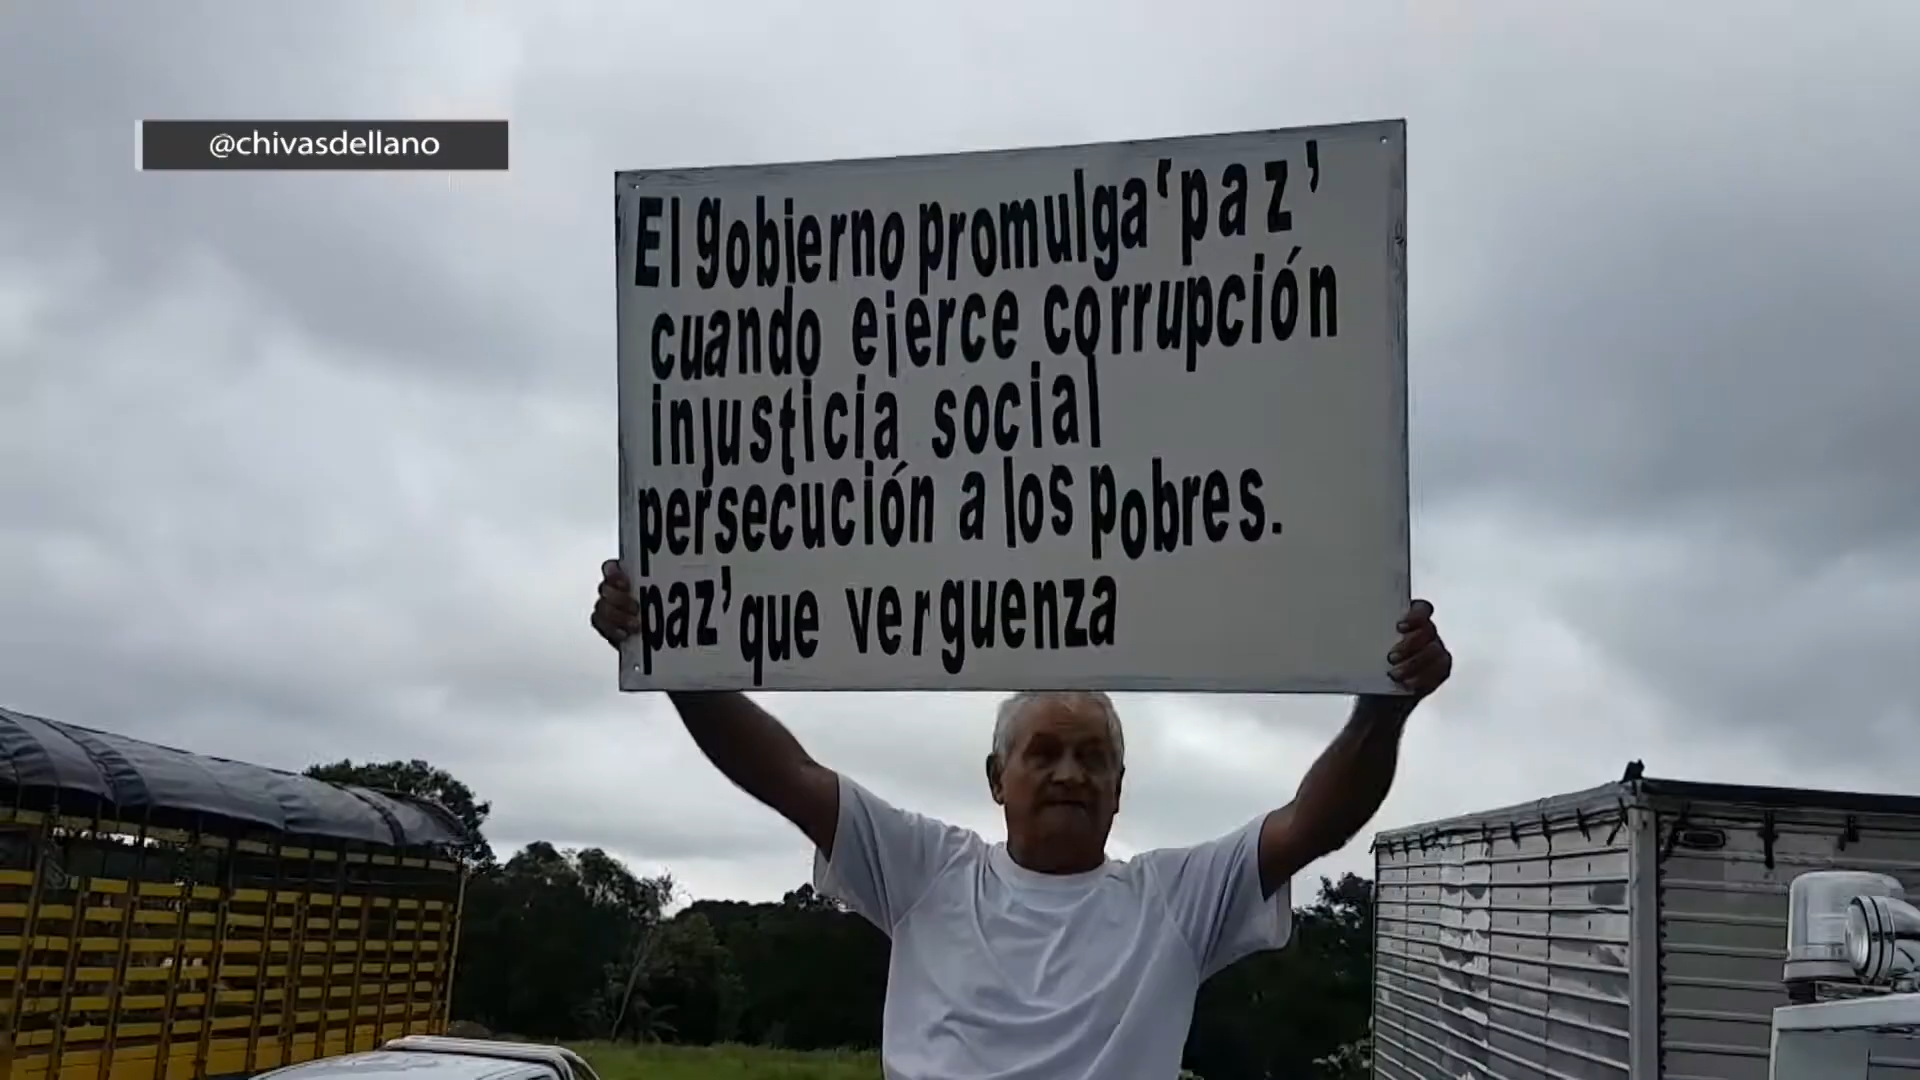 @chivasdellano
El gobierno promulga ‘paz’
cuando ejerce corrupción
injusticia social
persecución a los pobres.
paz’ que verguenza